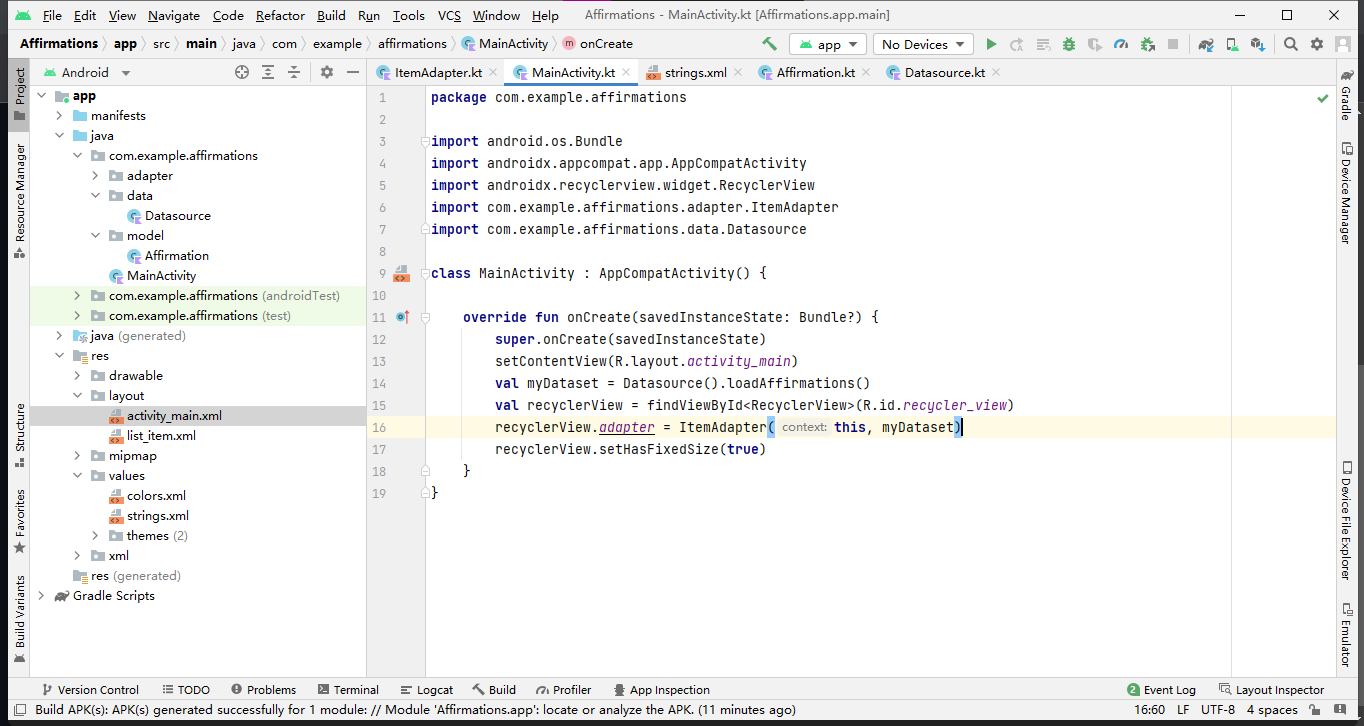 File Edit View Navigate Code Refactor Build Run Tools VCS Window Help Affirmations - MainActivity.kt [Affirmations.app.main]
Affirmations app src main java com example affirmations MainActivity onCreate app No Devices
Android ItemAdapter.kt MainActivity.kt strings.xml Affirmation.kt Datasource.kt
Project
Resource Manager
Structure
Favorites
Build Variants
app
manifests
java
com.example.affirmations
adapter
data
Datasource
model
Affirmation
MainActivity
com.example.affirmations (androidTest)
com.example.affirmations (test)
java (generated)
res
drawable
layout
activity_main.xml
list_item.xml
mipmap
values
colors.xml
strings.xml
themes (2)
xml
res (generated)
Gradle Scripts
1 package com.example.affirmations
2
3 import android.os.Bundle
4 import androidx.appcompat.app.AppCompatActivity
5 import androidx.recyclerview.widget.RecyclerView
6 import com.example.affirmations.adapter.ItemAdapter
7 import com.example.affirmations.data.Datasource
8
9 class MainActivity : AppCompatActivity() {
10
11 override fun onCreate(savedInstanceState: Bundle?) {
12 super.onCreate(savedInstanceState)
13 setContentView(R.layout.activity_main)
14 val myDataset = Datasource().loadAffirmations()
15 val recyclerView = findViewById<RecyclerView>(R.id.recycler_view)
16 recyclerView.adapter = ItemAdapter( context: this, myDataset)
17 recyclerView.setHasFixedSize(true)
18 }
19 }
Gradle
Device Manager
Device File Explorer
Emulator
Version Control TODO Problems Terminal Logcat Build Profiler App Inspection 2 Event Log Layout Inspector
Build APK(s): APK(s) generated successfully for 1 module: // Module 'Affirmations.app': locate or analyze the APK. (11 minutes ago) 16:60 LF UTF-8 4 spaces